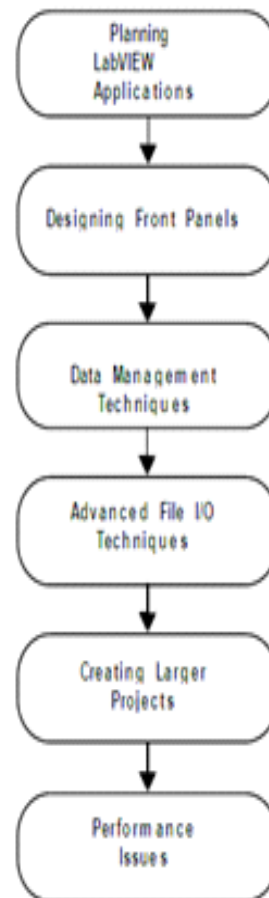 Planning
LabVIEW
Applications
Designing Front Panels
Data Management
Techniques
Advanced File I/O
Techniques
Creating Larger
Projects
Performance
Issues